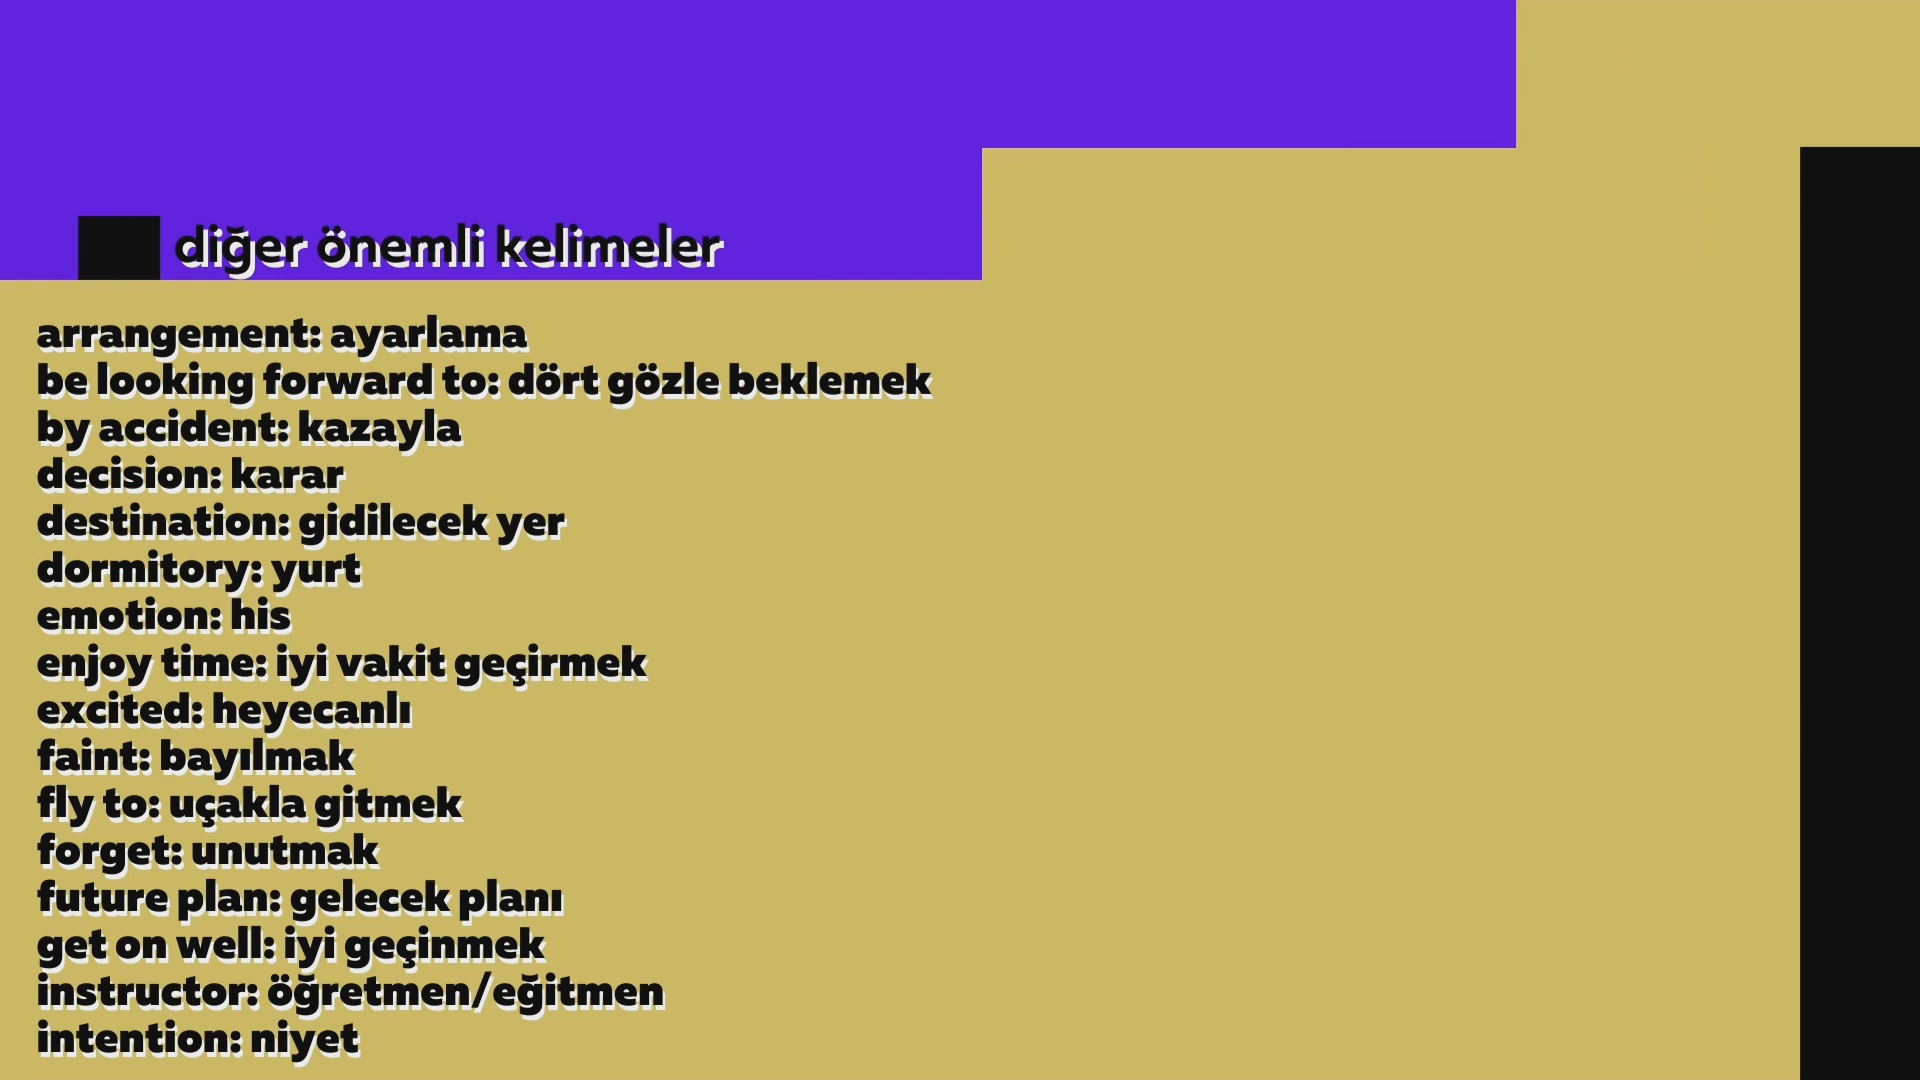 diğer önemli kelimeler
arrangement: ayarlama
be looking forward to: dört gözle beklemek
by accident: kazayla
decision: karar
destination: gidilecek yer
dormitory: yurt
emotion: his
enjoy time: iyi vakit geçirmek
excited: heyecanlı
faint: bayılmak
fly to: uçakla gitmek
forget: unutmak
future plan: gelecek planı
get on well: iyi geçinmek
instructor: öğretmen/eğitmen
intention: niyet